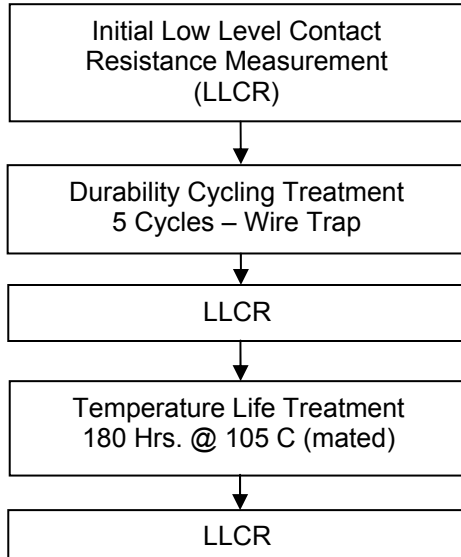 Initial Low Level Contact
Resistance Measurement
(LLCR)
Durability Cycling Treatment
5 Cycles – Wire Trap
LLCR
Temperature Life Treatment
180 Hrs. @ 105 C (mated)
LLCR